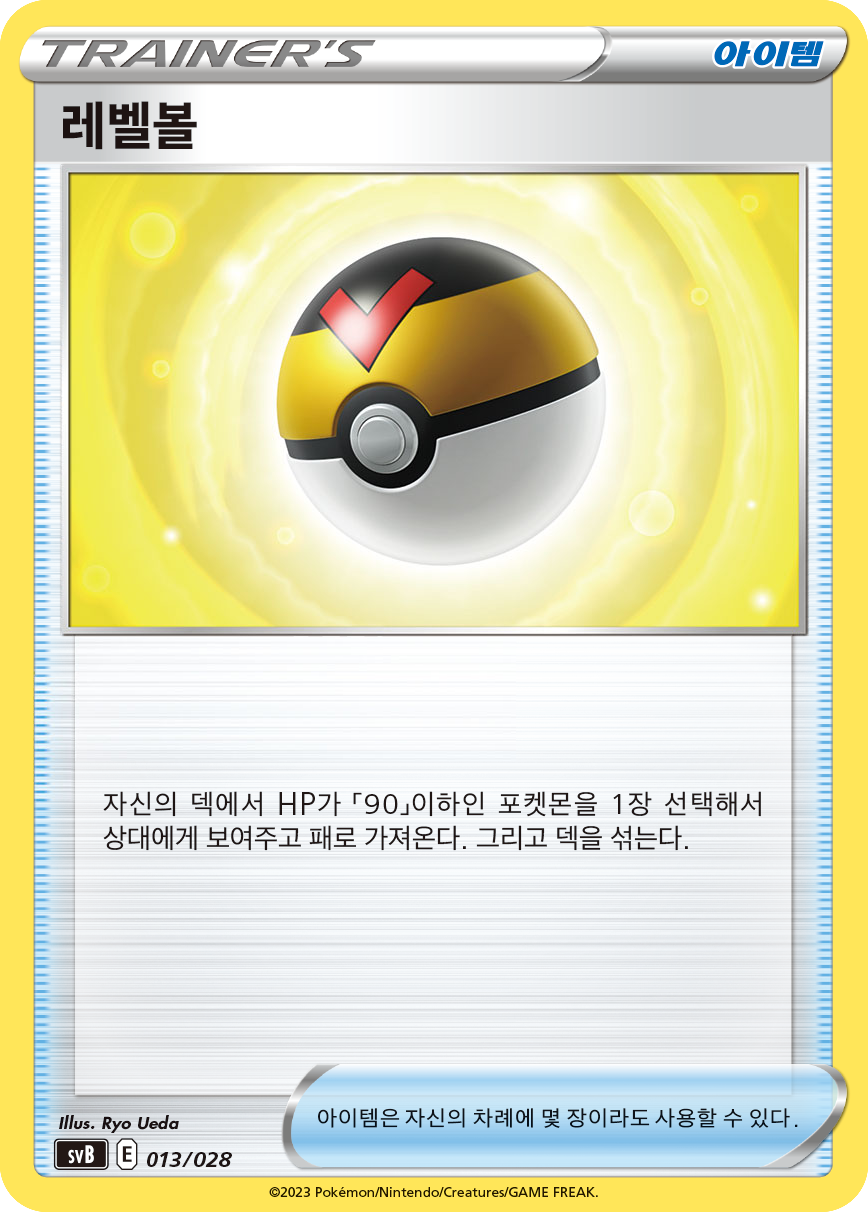 TRAINER'S
아이템
레벨볼
자신의 덱에서 HP가 「90」이하인 포켓몬을 1장 선택해서
상대에게 보여주고 패로 가져온다. 그리고 덱을 섞는다.
아이템은 자신의 차례에 몇 장이라도 사용할 수 있다.
Illus. Ryo Ueda
svB E 013/028
©2023 Pokémon/Nintendo/Creatures/GAME FREAK.